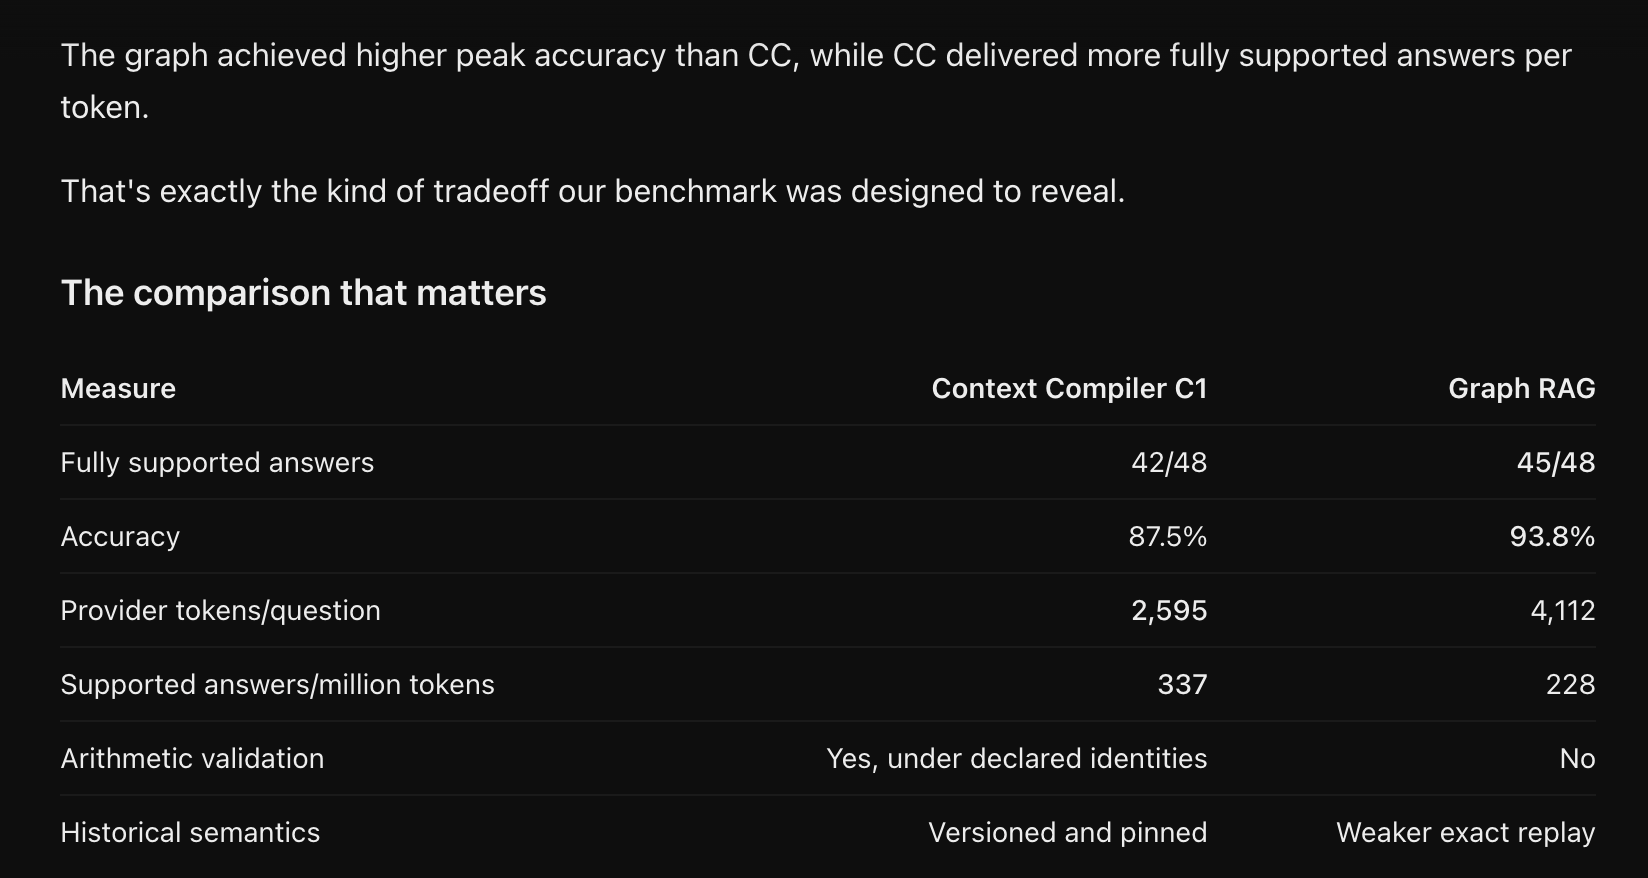 The graph achieved higher peak accuracy than CC, while CC delivered more fully supported answers per
token.
That's exactly the kind of tradeoff our benchmark was designed to reveal.
The comparison that matters
Measure Context Compiler C1 Graph RAG
Fully supported answers 42/48 45/48
Accuracy 87.5% 93.8%
Provider tokens/question 2,595 4,112
Supported answers/million tokens 337 228
Arithmetic validation Yes, under declared identities No
Historical semantics Versioned and pinned Weaker exact replay